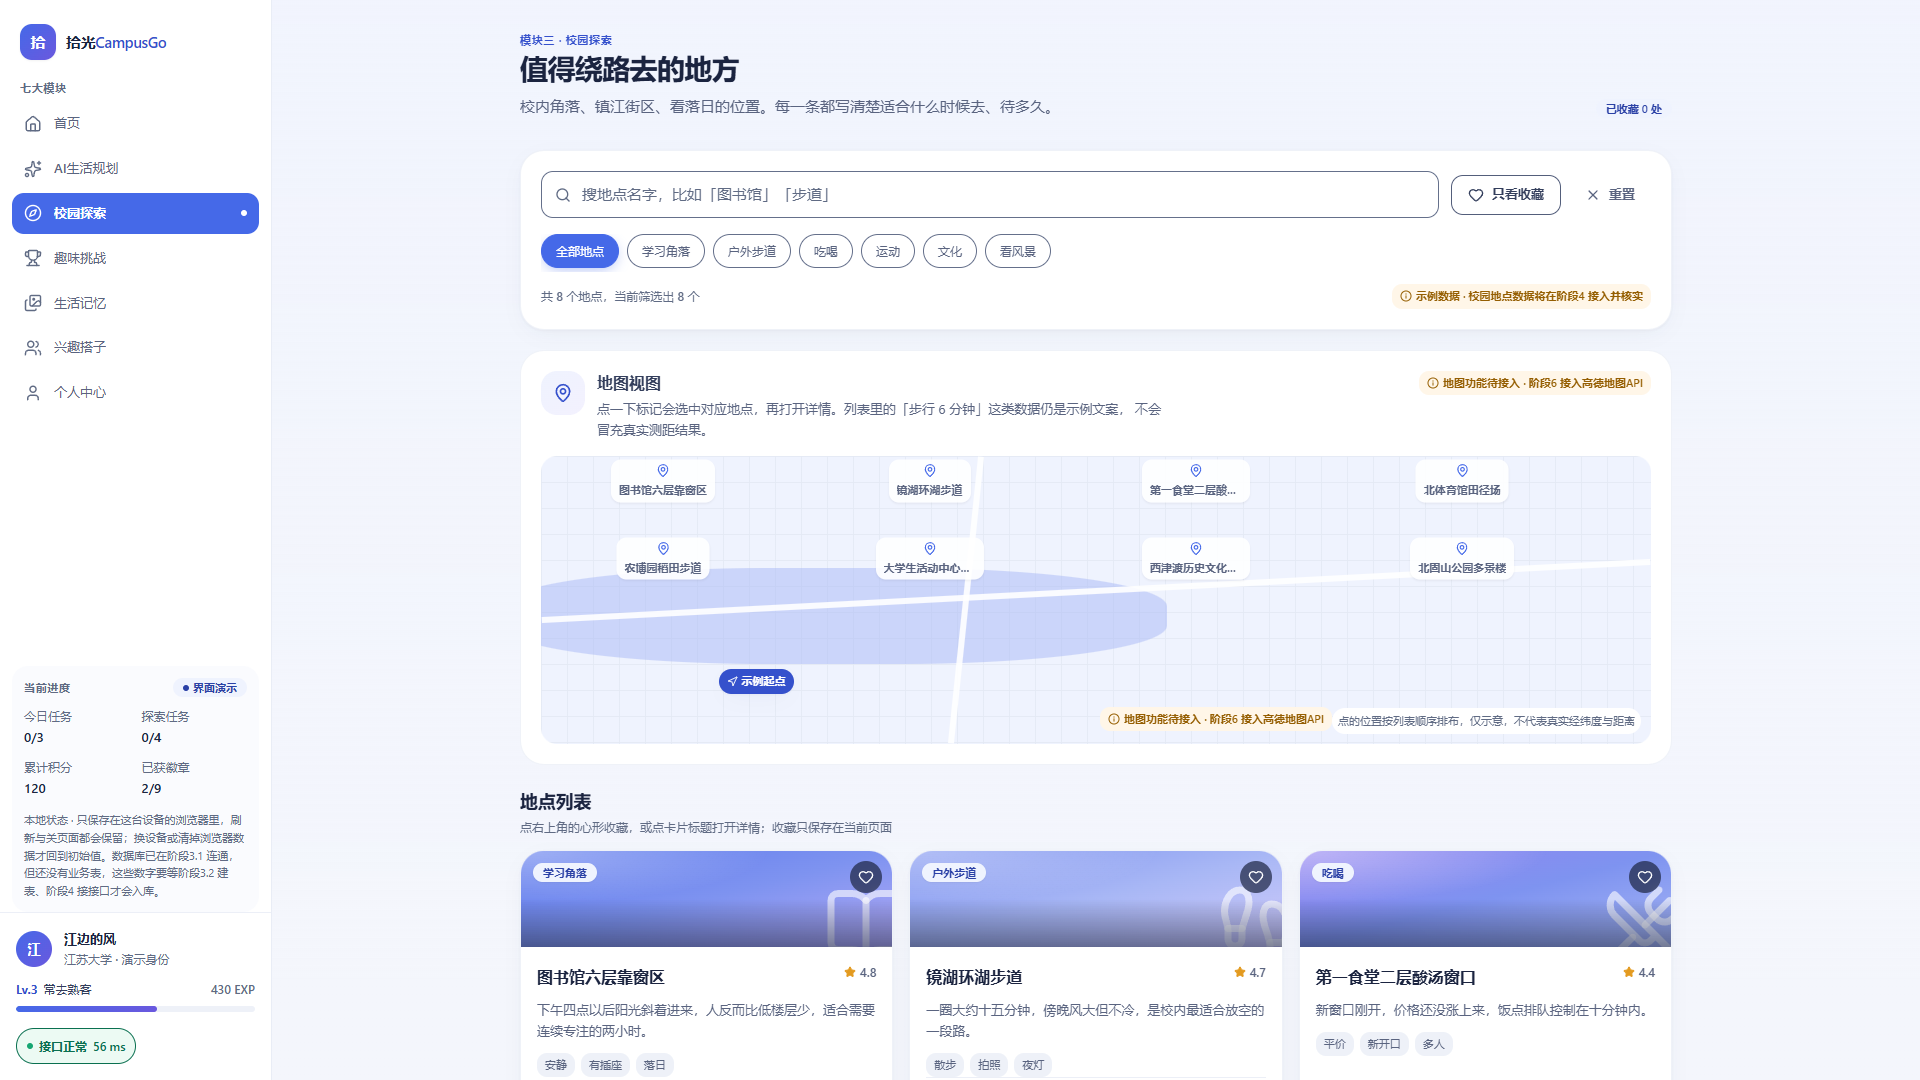 拾
拾光CampusGo
七大模块
首页
AI生活规划
校园探索
趣味挑战
生活记忆
兴趣搭子
个人中心
当前进度
界面演示
今日任务
探索任务
0/3
0/4
累计积分
已获徽章
120
2/9
本地状态 · 只保存在这台设备的浏览器里，刷
新与关页面都会保留；换设备或清掉浏览器数
据才回到初始值。数据库已在阶段3.1 连通，
但还没有业务表，这些数字要等阶段3.2 建
表、阶段4 接接口才会入库。
江
江边的风
江苏大学 · 演示身份
Lv.3 常去熟客
430 EXP
接口正常 56 ms
模块三 · 校园探索
值得绕路去的地方
校内角落、镇江街区、看落日的位置。每一条都写清楚适合什么时候去、待多久。
已收藏 0 处
搜地点名字，比如「图书馆」「步道」
只看收藏
重置
全部地点
学习角落
户外步道
吃喝
运动
文化
看风景
共 8 个地点，当前筛选出 8 个
示例数据 · 校园地点数据将在阶段4 接入并核实
地图视图
地图功能待接入 · 阶段6 接入高德地图API
点一下标记会选中对应地点，再打开详情。列表里的「步行 6 分钟」这类数据仍是示例文案， 不会
冒充真实测距结果。
图书馆六层靠窗区
镜湖环湖步道
第一食堂二层酸...
北体育馆田径场
农博园稻田步道
大学生活动中心...
西津渡历史文化...
北固山公园多景楼
示例起点
地图功能待接入 · 阶段6 接入高德地图API
点的位置按列表顺序排布，仅示意，不代表真实经纬度与距离
地点列表
点右上角的心形收藏，或点卡片标题打开详情；收藏只保存在当前页面
学习角落
户外步道
吃喝
图书馆六层靠窗区
4.8
下午四点以后阳光斜着进来，人反而比低楼层少，适合需要
连续专注的两小时。
安静
有插座
落日
镜湖环湖步道
4.7
一圈大约十五分钟，傍晚风大但不冷，是校内最适合放空的
一段路。
散步
拍照
夜灯
第一食堂二层酸汤窗口
4.4
新窗口刚开，价格还没涨上来，饭点排队控制在十分钟内。
平价
新开口
多人